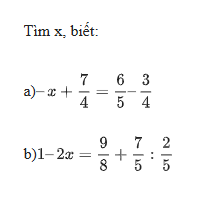 Tìm x, biết:
a)–x + 7/4 = 6/5 – 3/4
b)1–2x = 9/8 + 7/5 : 2/5